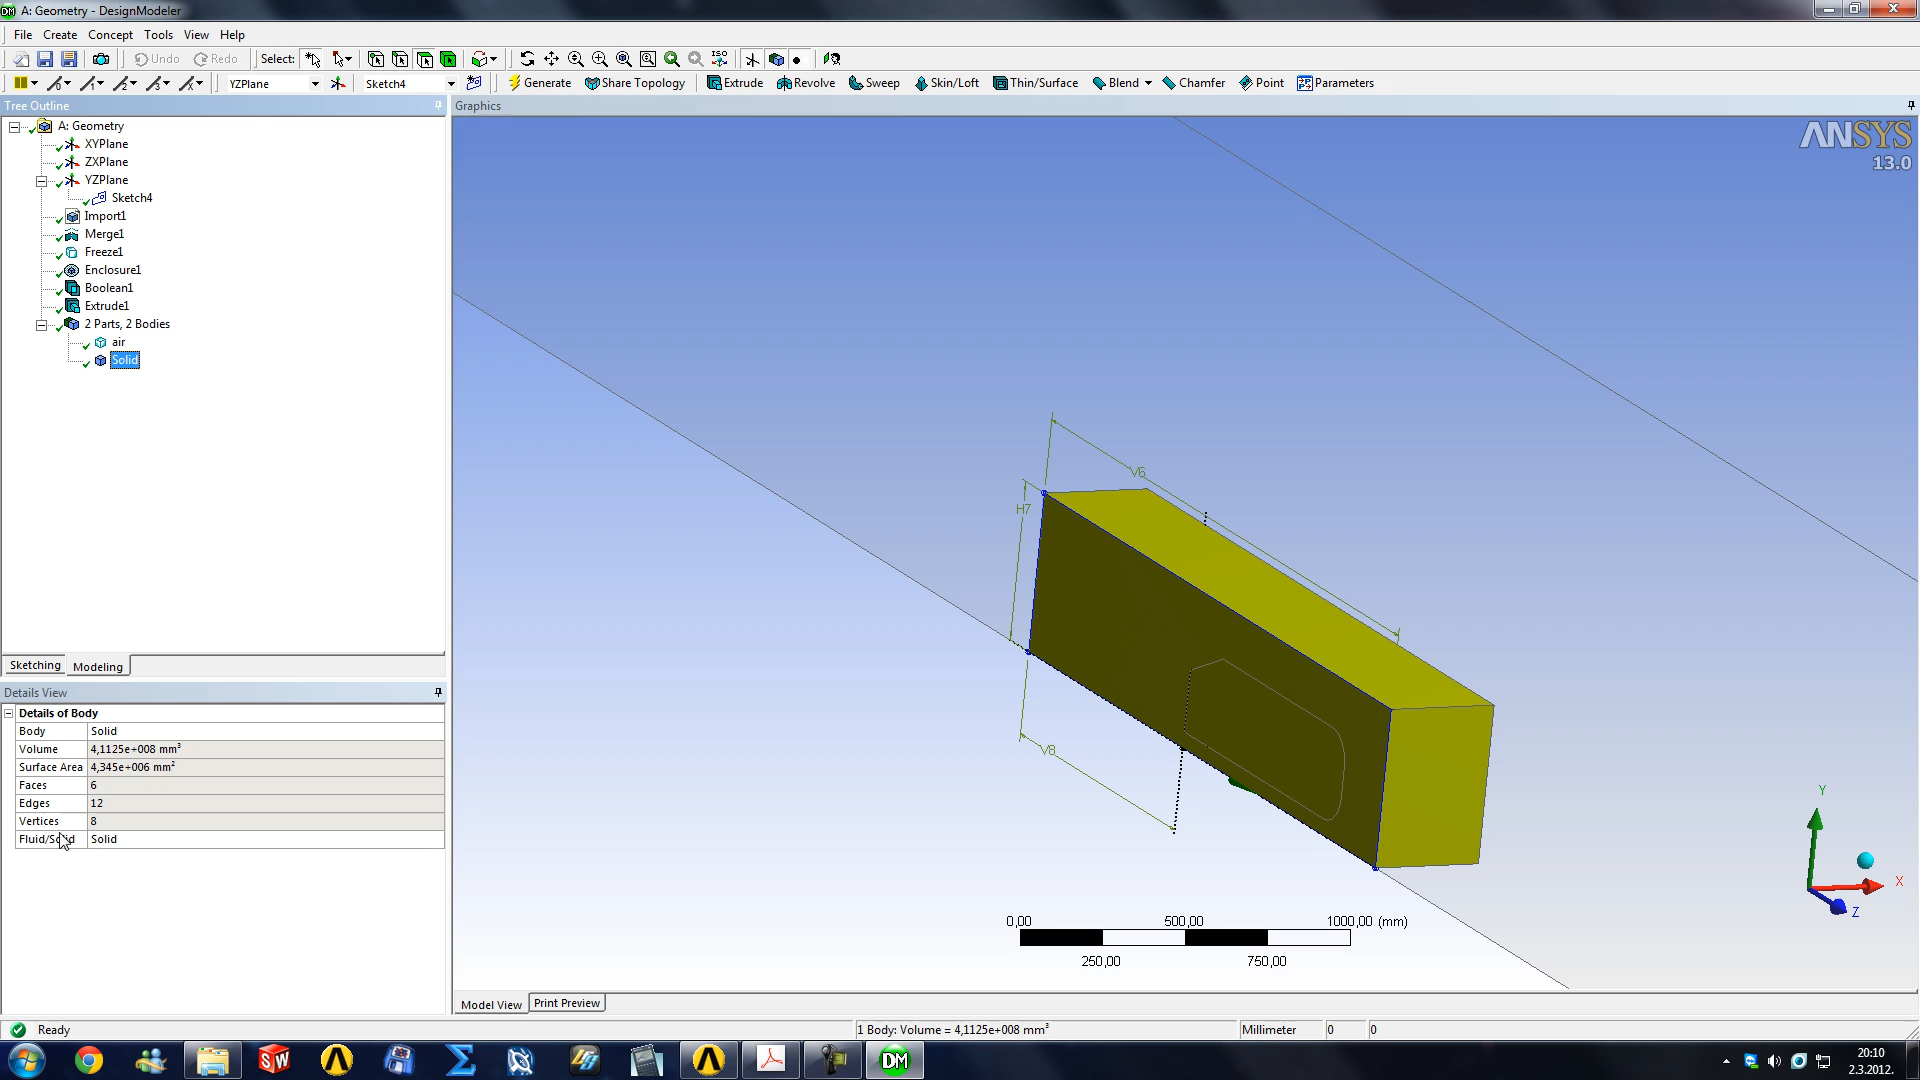 A: Geometry - DesignModeler
File Create Concept Tools View Help
Undo Redo Select: ISO
YZPlane Sketch4 Generate Share Topology Extrude Revolve Sweep Skin/Loft Thin/Surface Blend Chamfer Point Parameters
Tree Outline
Graphics
A: Geometry
XYPlane
ZXPlane
YZPlane
Sketch4
Import1
Merge1
Freeze1
Enclosure1
Boolean1
Extrude1
2 Parts, 2 Bodies
air
Solid
Sketching Modeling
Details View
Details of Body
Body Solid
Volume 4,1125e+008 mm³
Surface Area 4,345e+006 mm²
Faces 6
Edges 12
Vertices 8
Fluid/Solid Solid
ANSYS
13.0
V6
H7
V8
Y
X
Z
0,00 500,00 1000,00 (mm)
250,00 750,00
Model View Print Preview
Ready 1 Body: Volume = 4,1125e+008 mm³ Millimeter 0 0
SW DM
20:10
2.3.2012.